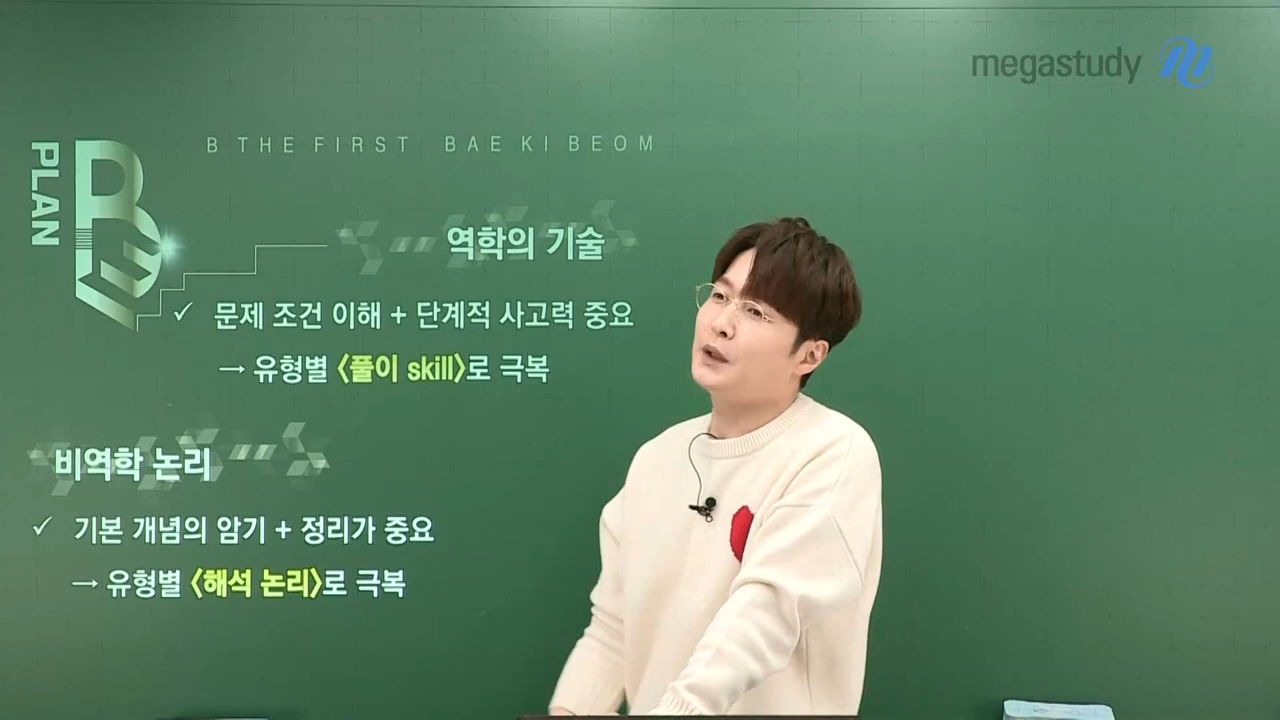 megastudy
PLAN
B THE FIRST BAE KI BEOM
역학의 기술
✓ 문제 조건 이해 + 단계적 사고력 중요
→ 유형별 <풀이 skill>로 극복
비역학 논리
✓ 기본 개념의 암기 + 정리가 중요
→ 유형별 <해석 논리>로 극복